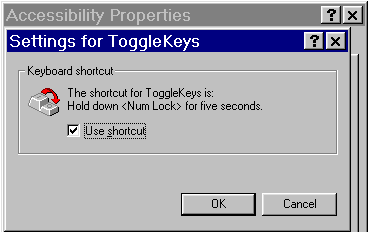 Accessibility Properties
Settings for ToggleKeys
Keyboard shortcut
The shortcut for ToggleKeys is:
Hold down <Num Lock> for five seconds.
Use shortcut
OK Cancel